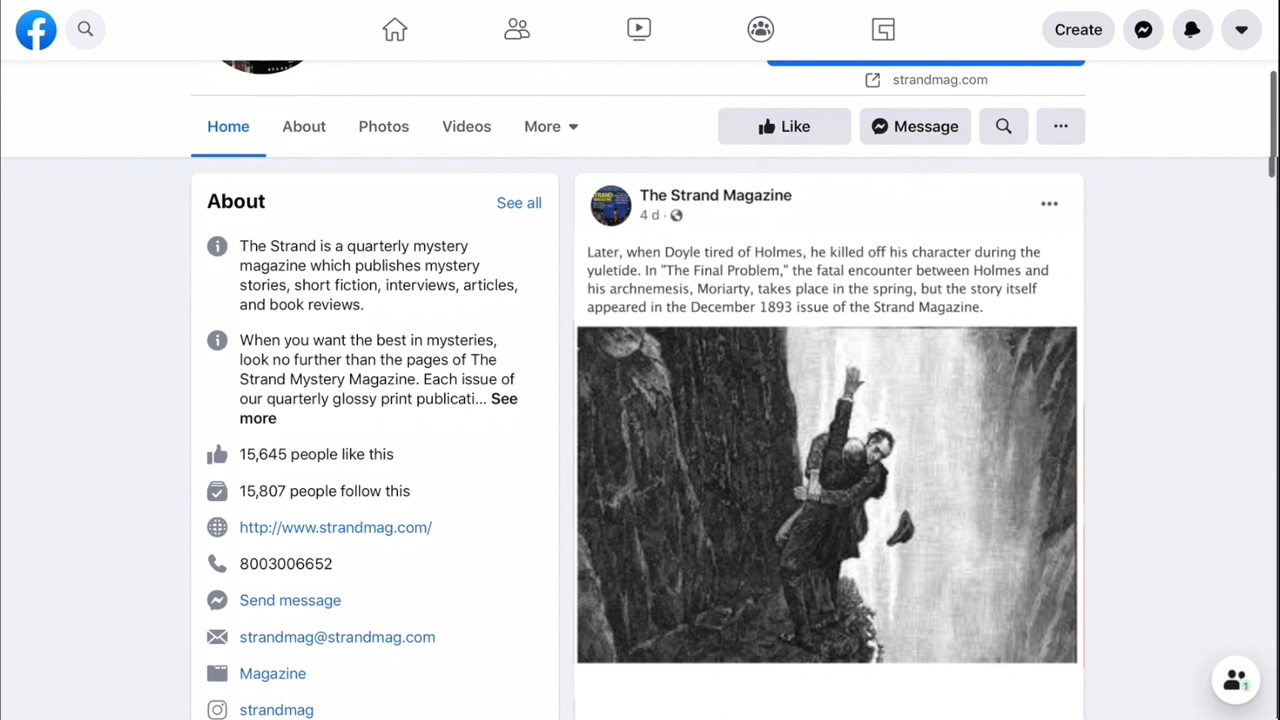 Create
strandmag.com
Home
About
Photos
Videos
More
Like
Message
About
See all
The Strand is a quarterly mystery
magazine which publishes mystery
stories, short fiction, interviews, articles,
and book reviews.
When you want the best in mysteries,
look no further than the pages of The
Strand Mystery Magazine. Each issue of
our quarterly glossy print publicati... See
more
15,645 people like this
15,807 people follow this
http://www.strandmag.com/
8003006652
Send message
strandmag@strandmag.com
Magazine
strandmag
The Strand Magazine
4 d ·
Later, when Doyle tired of Holmes, he killed off his character during the
yuletide. In "The Final Problem," the fatal encounter between Holmes and
his archnemesis, Moriarty, takes place in the spring, but the story itself
appeared in the December 1893 issue of the Strand Magazine.
1